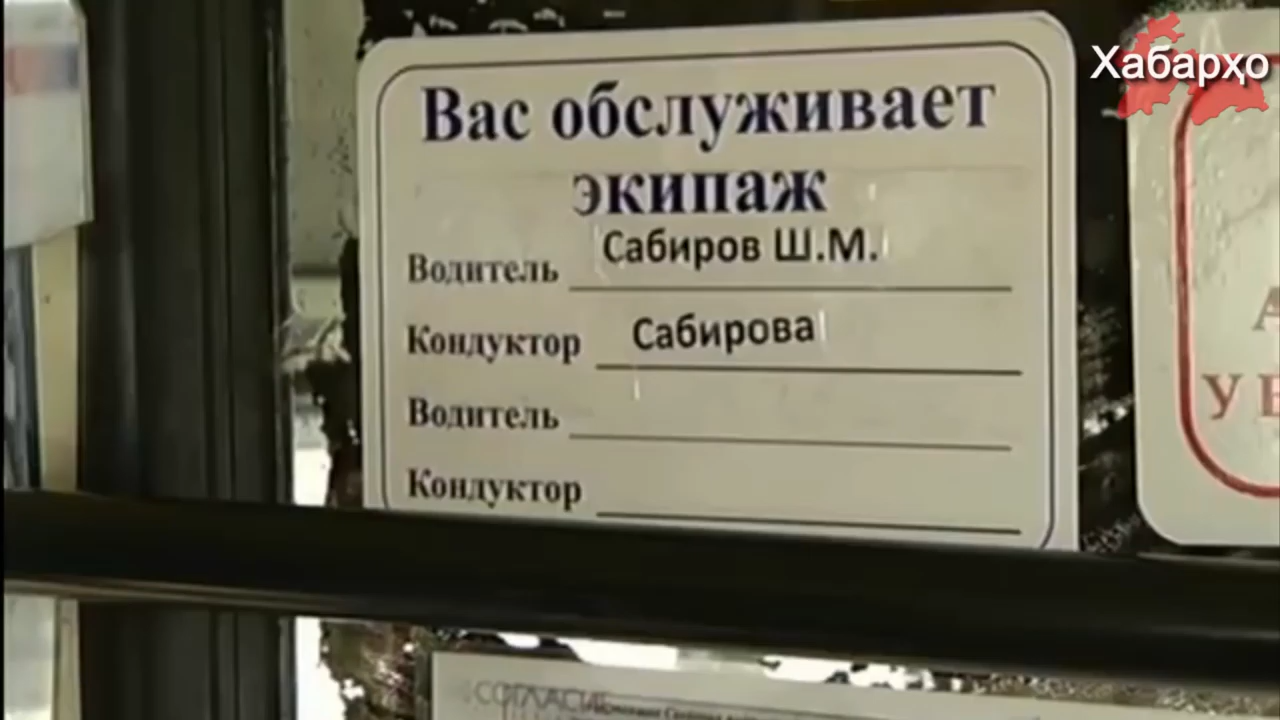 Хабарҳо
Вас обслуживает
экипаж
Водитель Сабиров Ш.М.
Кондуктор Сабирова
Водитель
Кондуктор